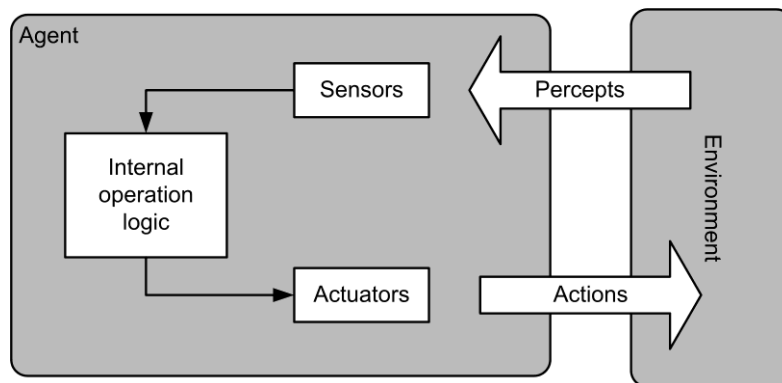 Agent
Sensors
Percepts
Internal
operation
logic
Environment
Actuators
Actions